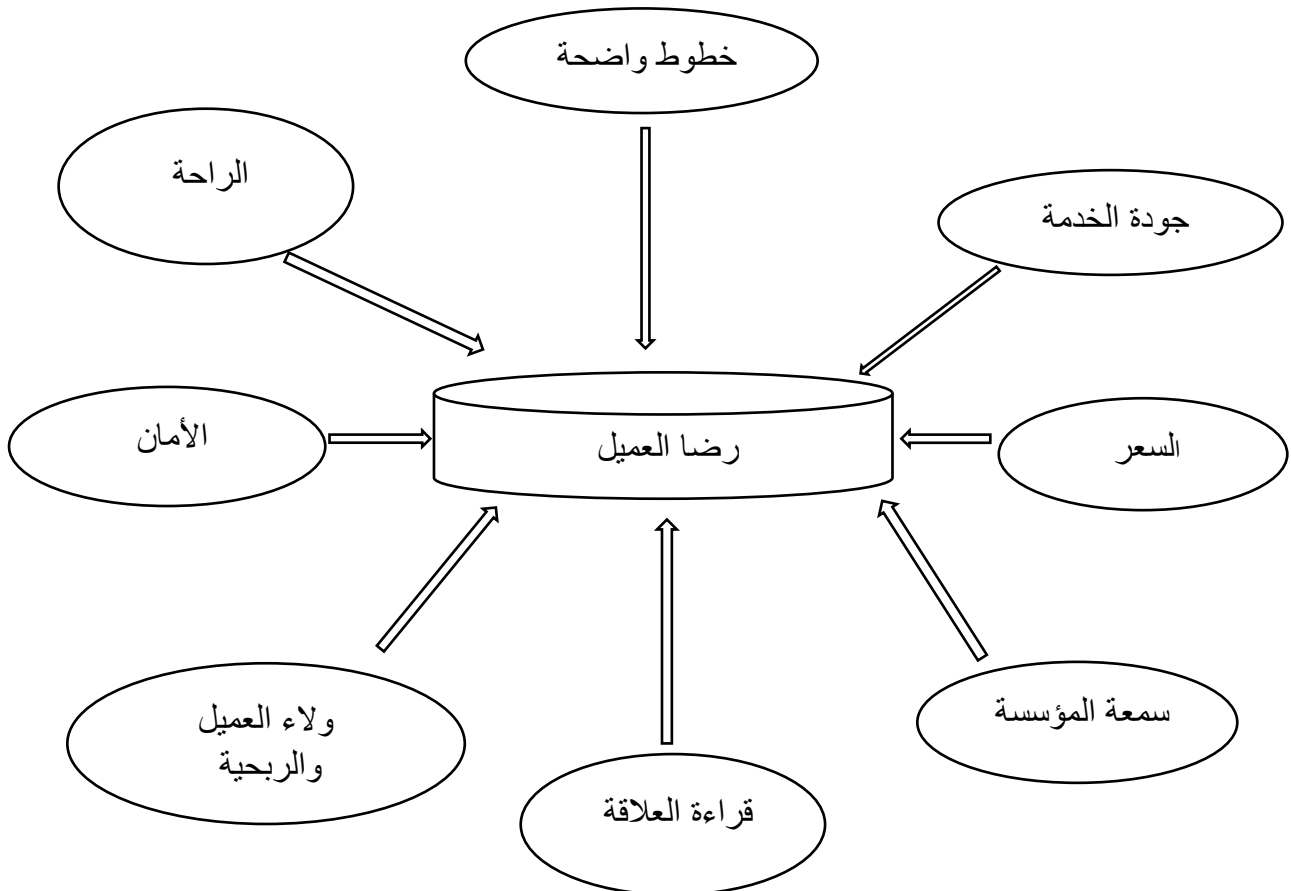 خطوط واضحة
الراحة
جودة الخدمة
الأمان
رضا العميل
السعر
سمعة المؤسسة
ولاء العميل
والربحية
قراءة العلاقة